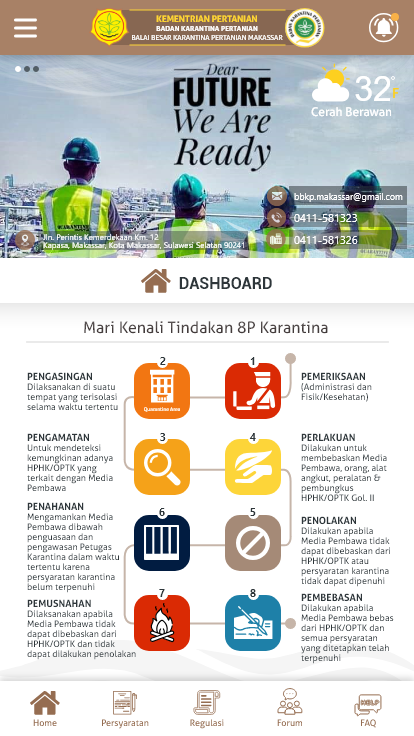 KEMENTRIAN PERTANIAN
BADAN KARANTINA PERTANIAN
BALAI BESAR KARANTINA PERTANIAN MAKASSAR
Dear
FUTURE
We Are
Ready
32°F
Cerah Berawan
bbkp.makassar@gmail.com
0411-581323
0411-581326
Jln. Perintis Kemerdekaan Km. 12
Kapasa, Makassar, Kota Makassar, Sulawesi Selatan 90241
DASHBOARD
Mari Kenali Tindakan 8P Karantina
1
PEMERIKSAAN
(Administrasi dan
Fisik/Kesehatan)
2
Quarantine Area
PENGASINGAN
Dilaksanakan di suatu
tempat yang terisolasi
selama waktu tertentu
3
PENGAMATAN
Untuk mendeteksi
kemungkinan adanya
HPHK/OPTK yang
terkait dengan Media
Pembawa
4
PERLAKUAN
Dilakukan untuk
membebaskan Media
Pembawa, orang, alat
angkut, peralatan &
pembungkus
HPHK/OPTK Gol. II
5
PENOLAKAN
Dilakukan apabila
Media Pembawa tidak
dapat dibebaskan dari
HPHK/OPTK atau
persyaratan karantina
tidak dapat dipenuhi
6
PENAHANAN
Mengamankan Media
Pembawa dibawah
penguasaan dan
pengawasan Petugas
Karantina dalam waktu
tertentu karena
persyaratan karantina
belum terpenuhi
7
PEMUSNAHAN
Dilaksanakan apabila
Media Pembawa tidak
dapat dibebaskan dari
HPHK/OPTK dan tidak
dapat dilakukan penolakan
8
PEMBEBASAN
Dilakukan apabila
Media Pembawa bebas
dari HPHK/OPTK dan
semua persyaratan
yang ditetapkan telah
terpenuhi
Home
Persyaratan
Regulasi
Forum
HELP
FAQ